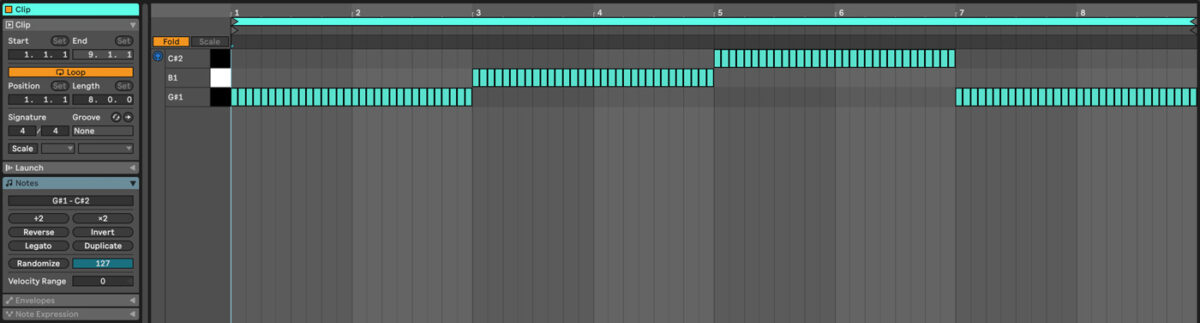 Clip
Clip
Start End Set Set
1. 1. 1 9. 1. 1
Loop
Position Set Length Set
1. 1. 1 8. 0. 0
Signature Groove
4 / 4 None
Scale
Launch
Notes
G#1 - C#2
÷2 ×2
Reverse Invert
Legato Duplicate
Randomize 127
Velocity Range 0
Envelopes
Note Expression
1 2 3 4 5 6 7 8
Fold Scale
C#2
B1
G#1